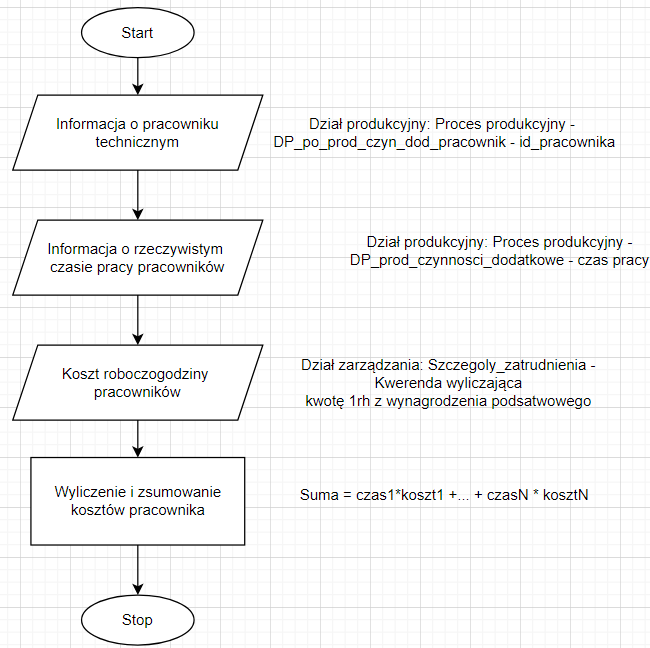 Start
Informacja o pracowniku
technicznym
Dział produkcyjny: Proces produkcyjny -
DP_po_prod_czyn_dod_pracownik - id_pracownika
Informacja o rzeczywistym
czasie pracy pracowników
Dział produkcyjny: Proces produkcyjny -
DP_prod_czynnosci_dodatkowe - czas pracy
Koszt roboczogodziny
pracowników
Dział zarządzania: Szczegoly_zatrudnienia -
Kwerenda wyliczająca
kwotę 1rh z wynagrodzenia podsatwowego
Wyliczenie i zsumowanie
kosztów pracownika
Suma = czas1*koszt1 +... + czasN * kosztN
Stop